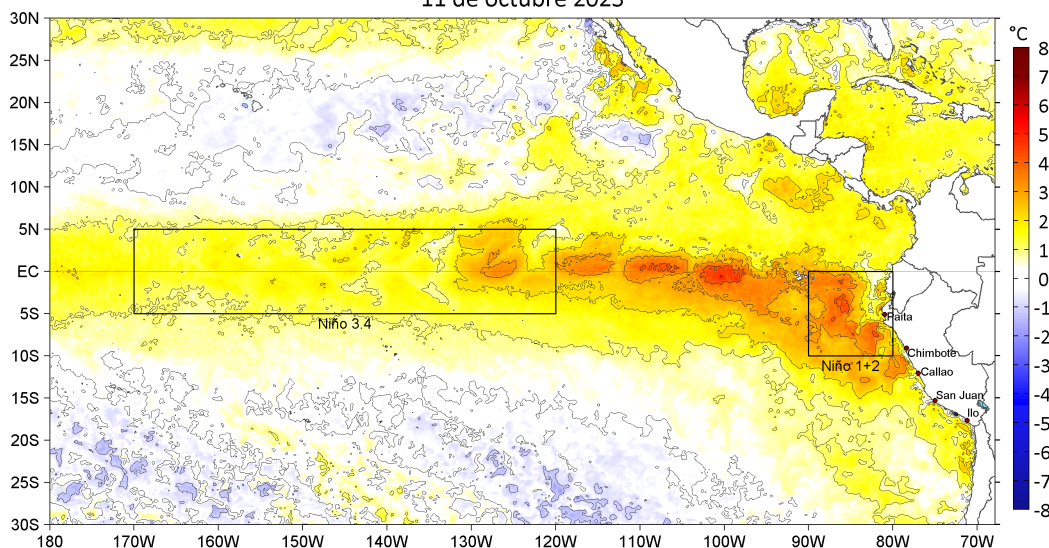 11 de octubre 2023
°C
30N
25N
20N
15N
10N
5N
EC
5S
10S
15S
20S
25S
30S
Niño 3.4
Niño 1+2
Paita
Chimbote
Callao
San Juan
Ilo
180 170W 160W 150W 140W 130W 120W 110W 100W 90W 80W 70W
8
7
6
5
4
3
2
1
0
-1
-2
-3
-4
-5
-6
-7
-8